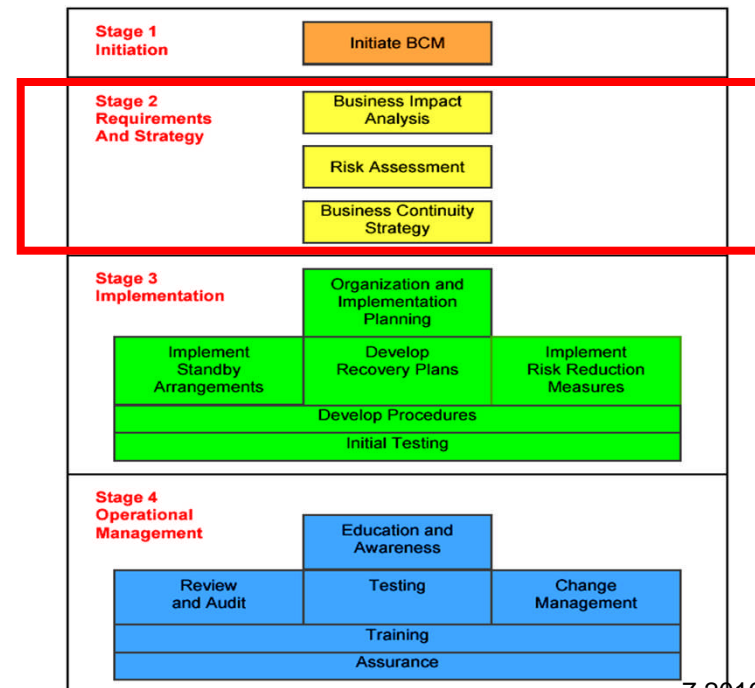 Stage 1
Initiation
Initiate BCM
Stage 2
Requirements
And Strategy
Business Impact
Analysis
Risk Assessment
Business Continuity
Strategy
Stage 3
Implementation
Organization and
Implementation
Planning
Implement
Standby
Arrangements
Develop
Recovery Plans
Implement
Risk Reduction
Measures
Develop Procedures
Initial Testing
Stage 4
Operational
Management
Education and
Awareness
Review
and Audit
Testing
Change
Management
Training
Assurance